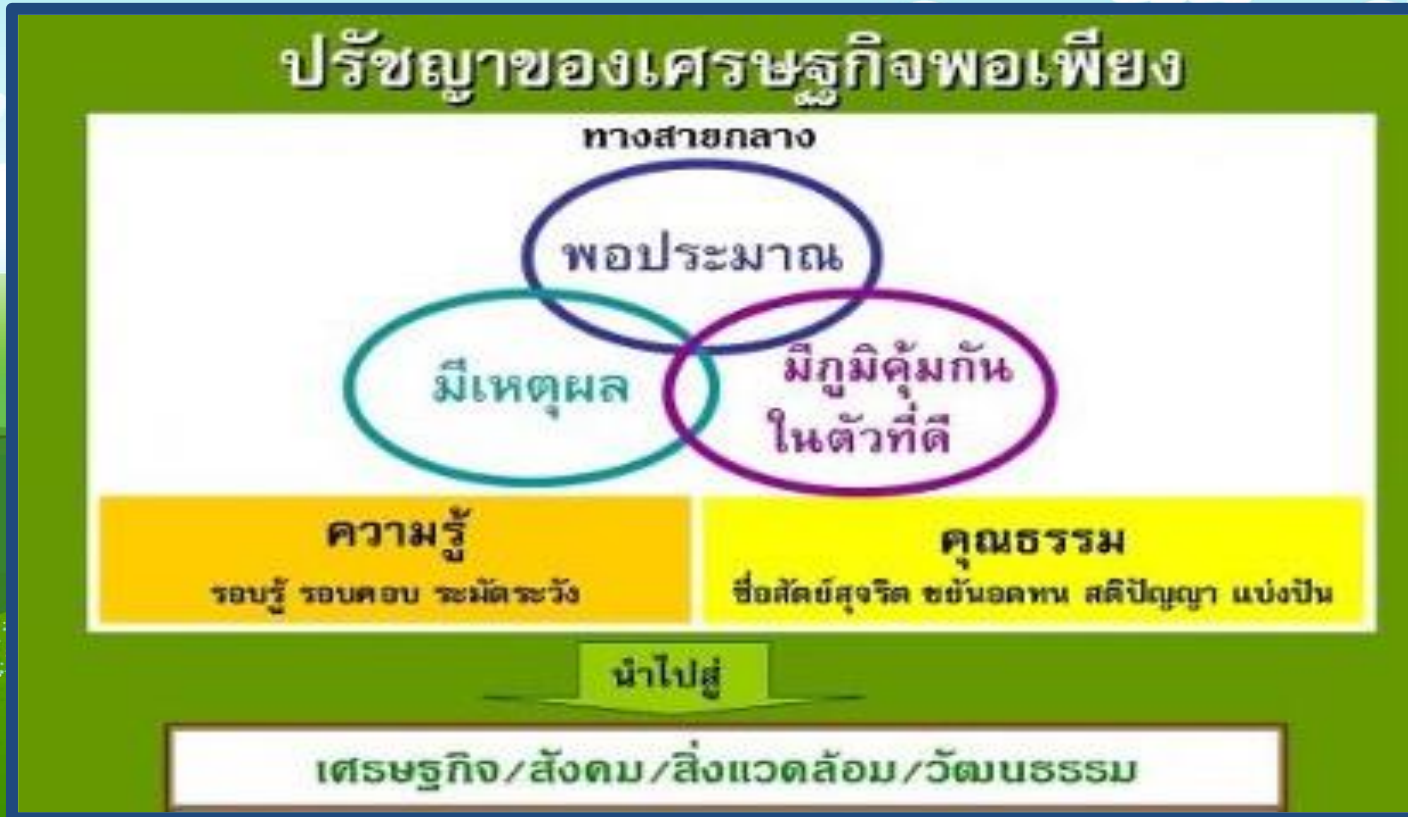 ปรัชญาของเศรษฐกิจพอเพียง
ทางสายกลาง
พอประมาณ
มีเหตุผล
มีภูมิคุ้มกัน
ในตัวที่ดี
ความรู้
รอบรู้ รอบคอบ ระมัดระวัง
คุณธรรม
ซื่อสัตย์สุจริต ขยันอดทน สติปัญญา แบ่งปัน
นำไปสู่
เศรษฐกิจ/สังคม/สิ่งแวดล้อม/วัฒนธรรม